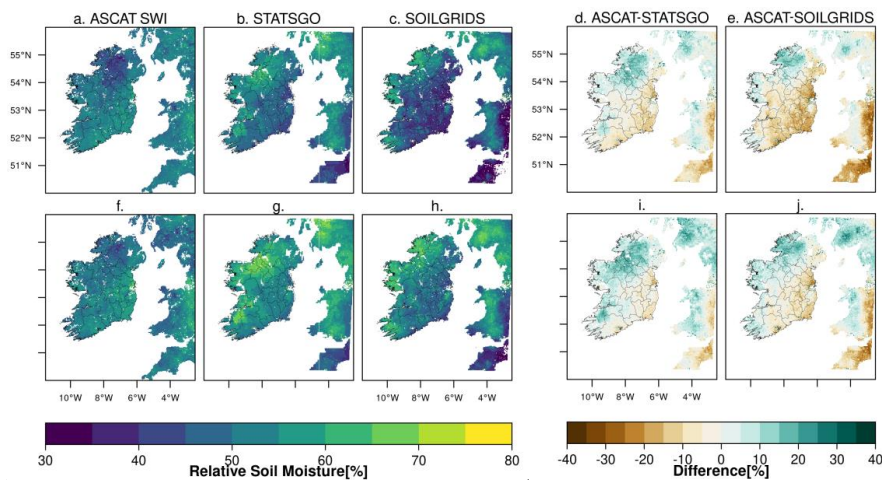 a. ASCAT SWI b. STATSGO c. SOILGRIDS d. ASCAT-STATSGO e. ASCAT-SOILGRIDS
55°N 55°N
54°N 54°N
53°N 53°N
52°N 52°N
51°N 51°N
f. g. h. i. j.
10°W 8°W 6°W 4°W 10°W 8°W 6°W 4°W 10°W 8°W 6°W 4°W 10°W 8°W 6°W 4°W
30 40 50 60 70 80 -40 -30 -20 -10 0 10 20 30 40
Relative Soil Moisture[%] Difference[%]